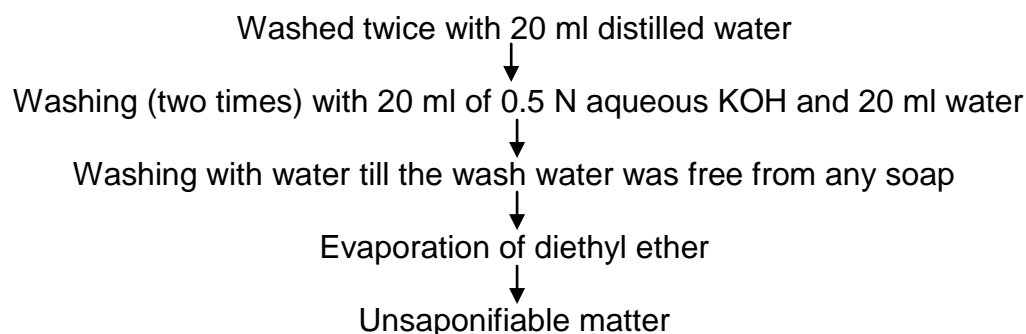 Washed twice with 20 ml distilled water
Washing (two times) with 20 ml of 0.5 N aqueous KOH and 20 ml water
Washing with water till the wash water was free from any soap
Evaporation of diethyl ether
Unsaponifiable matter